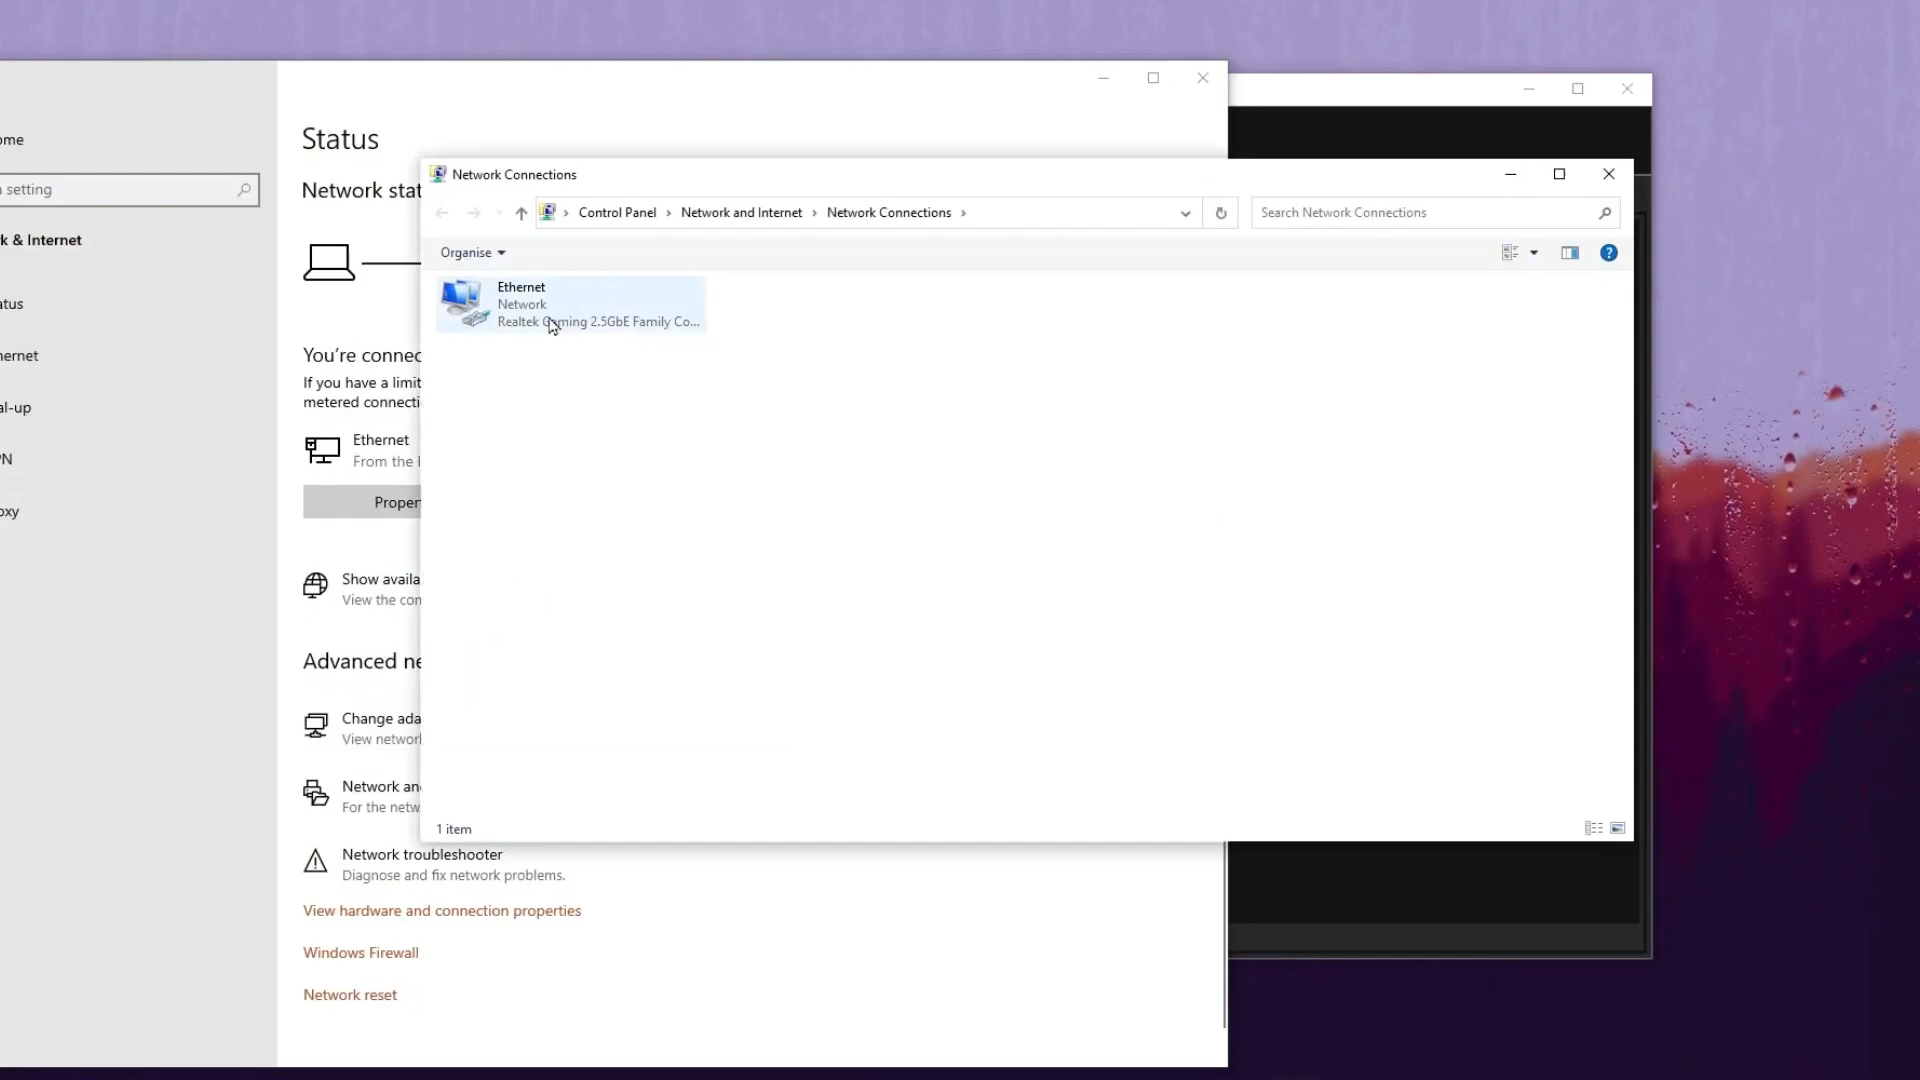 ome
setting
k & Internet
atus
ernet
al-up
PN
oxy
Status
Network stat
You're connec
If you have a limit
metered connecti
Ethernet
From the
Proper
Show availa
View the con
Advanced ne
Change ada
View networ
Network an
For the netw
Network troubleshooter
Diagnose and fix network problems.
View hardware and connection properties
Windows Firewall
Network reset
Network Connections
Control Panel > Network and Internet > Network Connections >
Search Network Connections
Organise
?
Ethernet
Network
Realtek Gaming 2.5GbE Family Co...
1 item